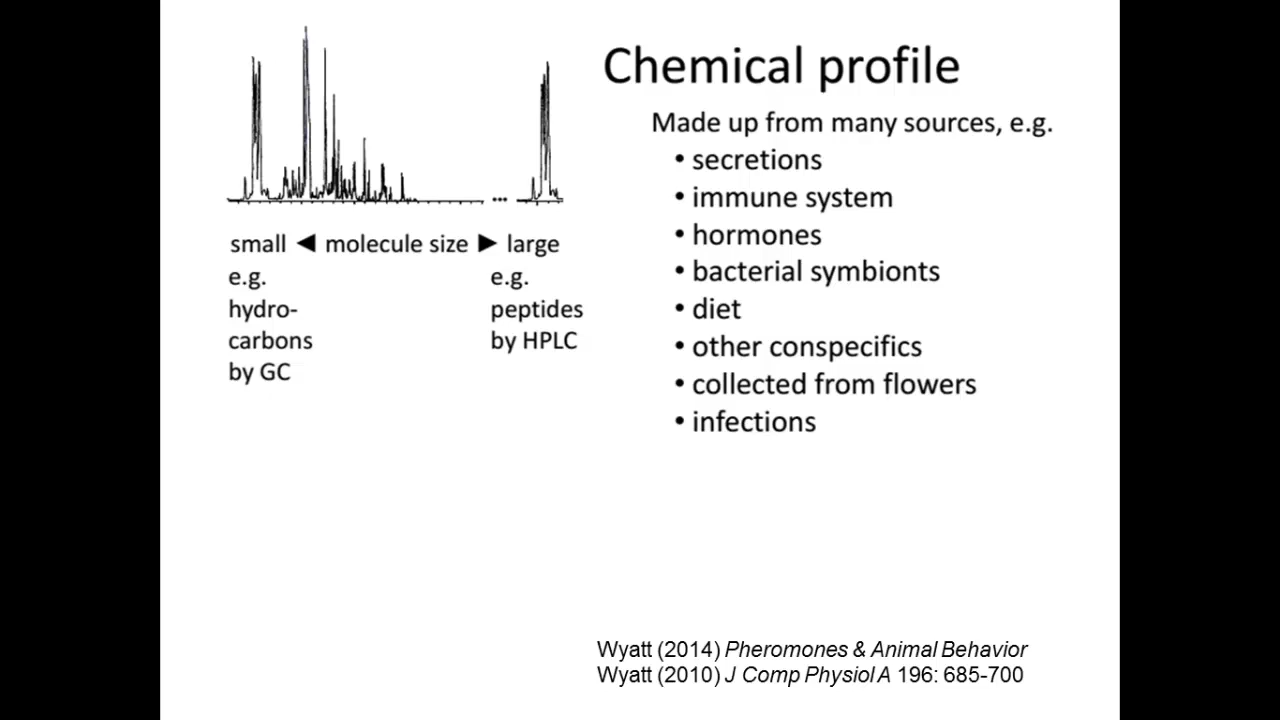 Chemical profile
Made up from many sources, e.g.
• secretions
• immune system
• hormones
• bacterial symbionts
• diet
• other conspecifics
• collected from flowers
• infections
...
small ◀ molecule size ▶ large
e.g.
hydro-
carbons
by GC
e.g.
peptides
by HPLC
Wyatt (2014) Pheromones & Animal Behavior
Wyatt (2010) J Comp Physiol A 196: 685-700